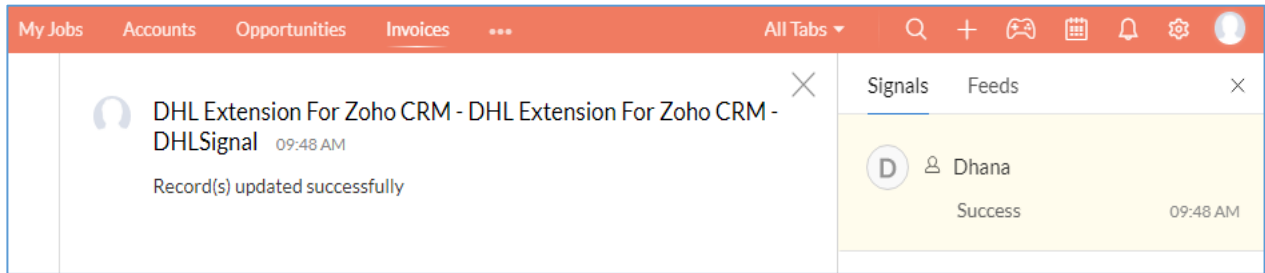 My Jobs Accounts Opportunities Invoices ••• All Tabs
Signals Feeds
DHL Extension For Zoho CRM - DHL Extension For Zoho CRM -
DHLSignal 09:48 AM
Record(s) updated successfully
D Dhana
Success 09:48 AM